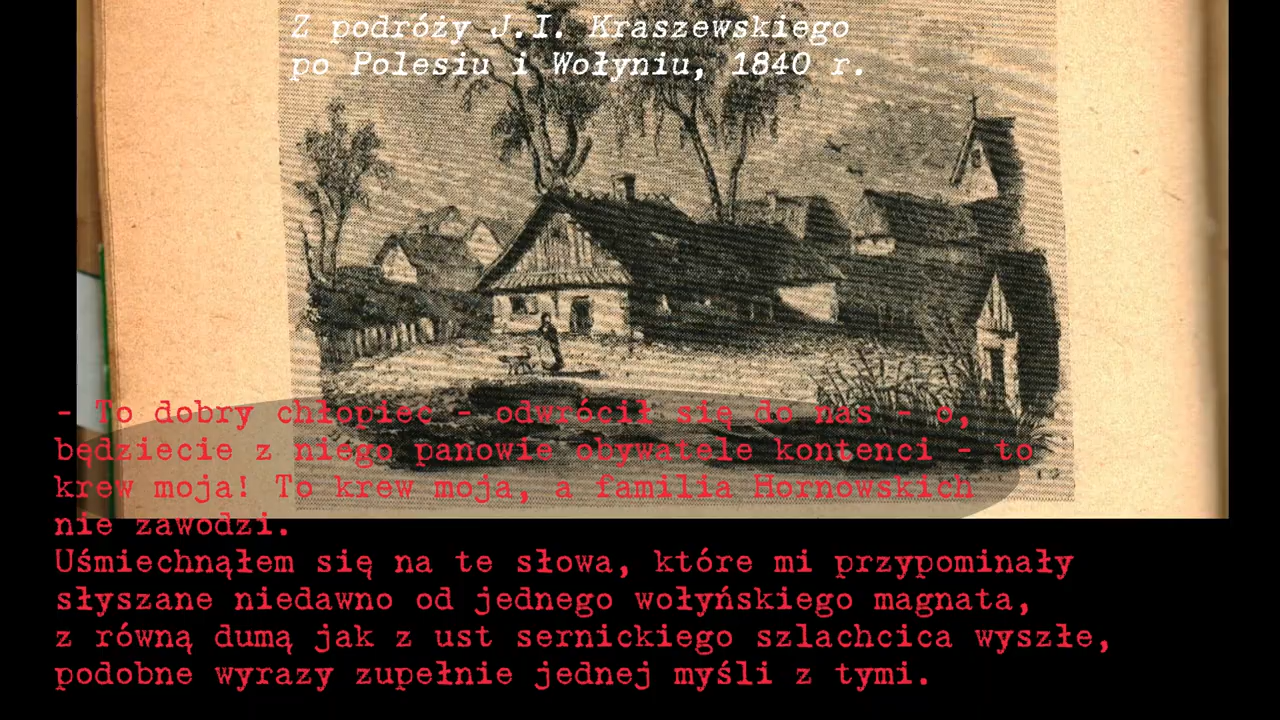 Z podróży J.I. Kraszewskiego
po Polesiu i Wołyniu, 1840 r.
- To dobry chłopiec - odwrócił się do nas - o,
będziecie z niego panowie obywatele kontenci - to
krew moja! To krew moja, a familia Hornowskich
nie zawodzi.
Uśmiechnąłem się na te słowa, które mi przypominały
słyszane niedawno od jednego wołyńskiego magnata,
z równą dumą jak z ust sernickiego szlachcica wyszłe,
podobne wyrazy zupełnie jednej myśli z tymi.